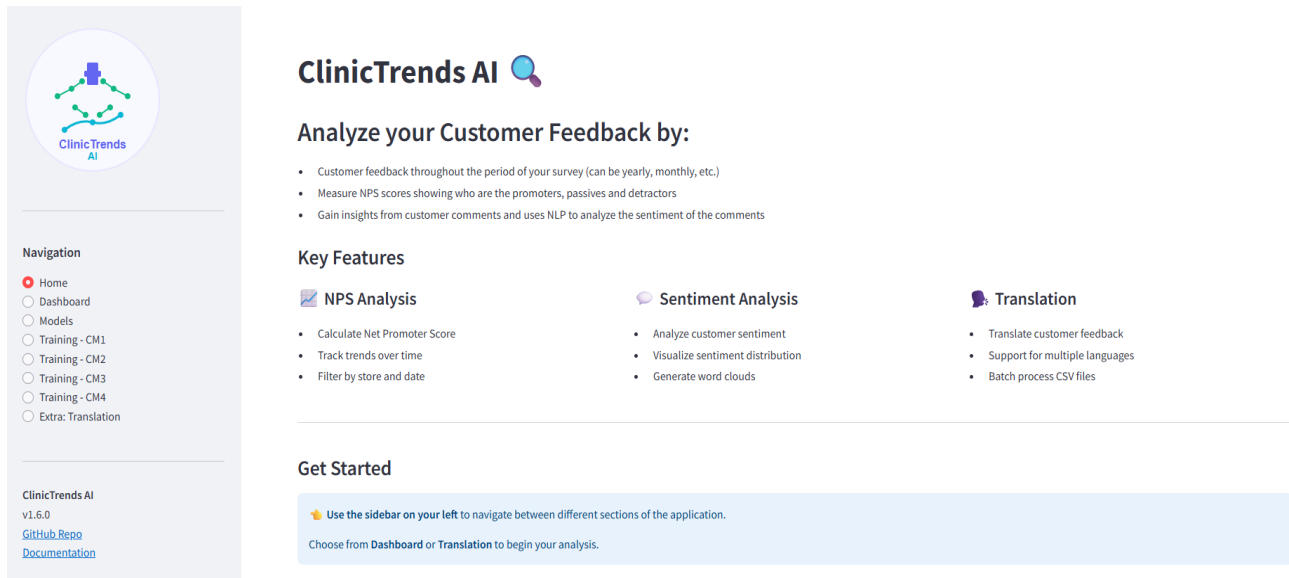 ClinicTrends
AI
Navigation
Home
Dashboard
Models
Training - CM1
Training - CM2
Training - CM3
Training - CM4
Extra: Translation
ClinicTrends AI
v1.6.0
GitHub Repo
Documentation
ClinicTrends AI
Analyze your Customer Feedback by:
Customer feedback throughout the period of your survey (can be yearly, monthly, etc.)
Measure NPS scores showing who are the promoters, passives and detractors
Gain insights from customer comments and uses NLP to analyze the sentiment of the comments
Key Features
NPS Analysis
Calculate Net Promoter Score
Track trends over time
Filter by store and date
Sentiment Analysis
Analyze customer sentiment
Visualize sentiment distribution
Generate word clouds
Translation
Translate customer feedback
Support for multiple languages
Batch process CSV files
Get Started
Use the sidebar on your left to navigate between different sections of the application.
Choose from Dashboard or Translation to begin your analysis.